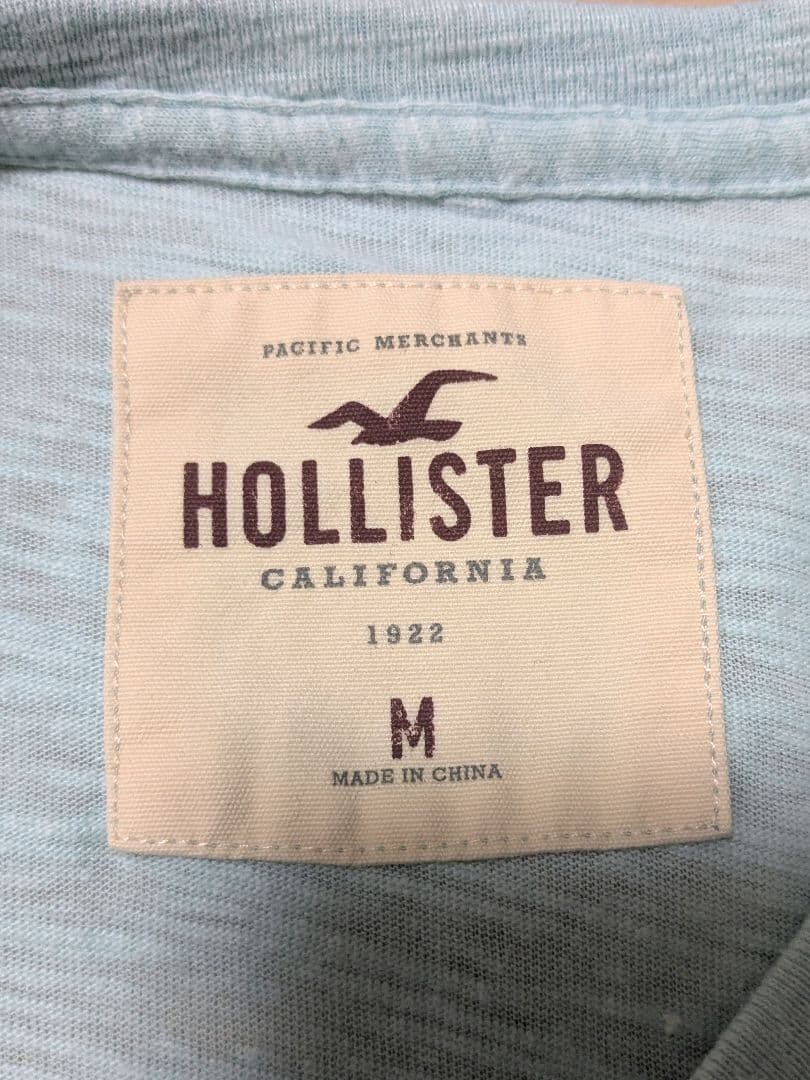 PACIFIC MERCHANTS
HOLLISTER
CALIFORNIA
1922
M
MADE IN CHINA